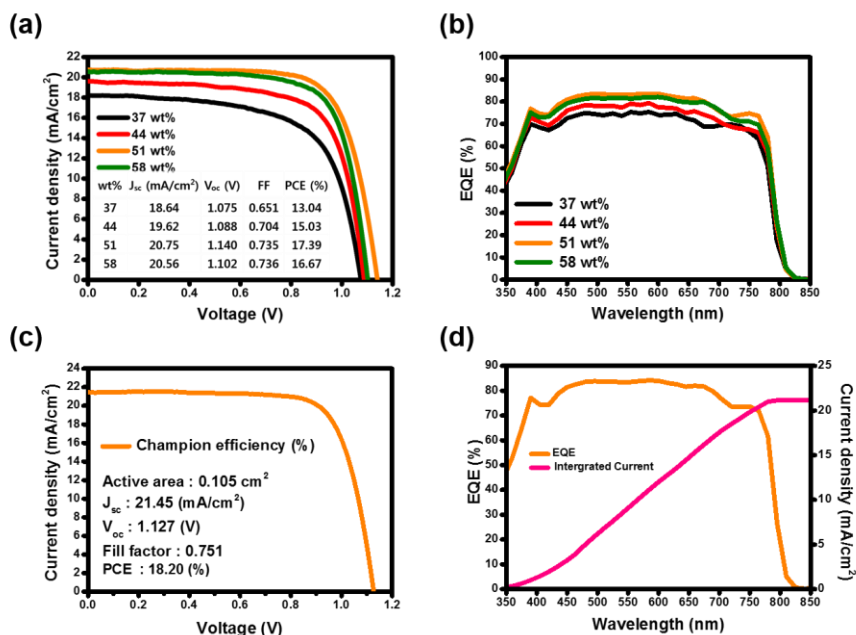 (a)
22
20
18
16
14
12
10
8
6
4
2
0
Current density (mA/cm²)
37 wt%
44 wt%
51 wt%
58 wt%
wt% Jsc (mA/cm²) Voc (V) FF PCE (%)
37 18.64 1.075 0.651 13.04
44 19.62 1.088 0.704 15.03
51 20.75 1.140 0.735 17.39
58 20.56 1.102 0.736 16.67
0.0 0.2 0.4 0.6 0.8 1.0 1.2
Voltage (V)
(b)
100
90
80
70
60
50
40
30
20
10
0
EQE (%)
37 wt%
44 wt%
51 wt%
58 wt%
350 400 450 500 550 600 650 700 750 800 850
Wavelength (nm)
(c)
24
22
20
18
16
14
12
10
8
6
4
2
0
Current density (mA/cm²)
Champion efficiency (%)
Active area : 0.105 cm²
Jsc : 21.45 (mA/cm²)
Voc : 1.127 (V)
Fill factor : 0.751
PCE : 18.20 (%)
0.0 0.2 0.4 0.6 0.8 1.0 1.2
Voltage (V)
(d)
90
80
70
60
50
40
30
20
10
0
EQE (%)
EQE
Intergrated Current
25
20
15
10
5
0
Current density (mA/cm²)
350 400 450 500 550 600 650 700 750 800 850
Wavelength (nm)